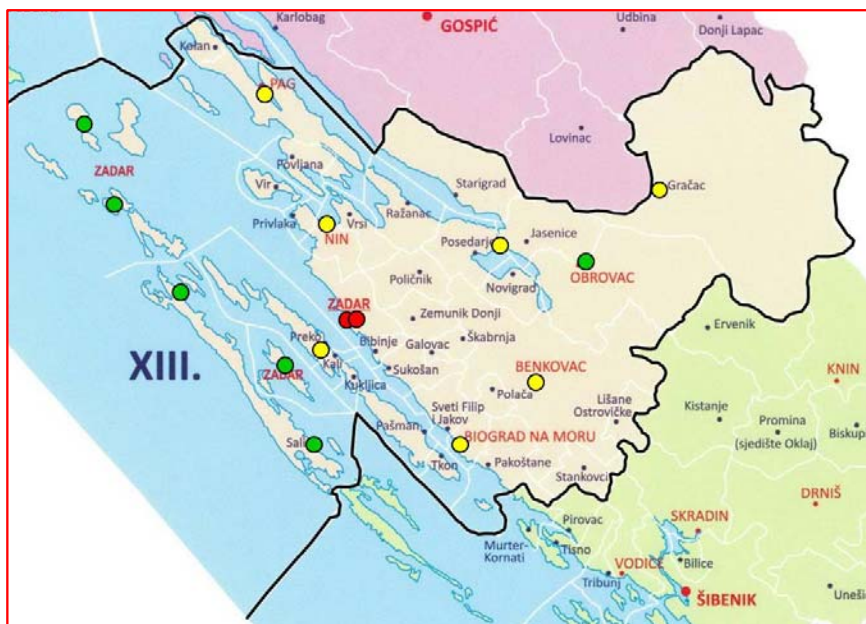 Karlobag
GOSPIĆ
Udbina
Donji Lapac
Kolan
PAG
Lovinac
ZADAR
Povljana
Vir
Starigrad
Gračac
Privlaka
NIN
Vrsi
Ražanac
Posedarje
Jasenice
OBROVAC
Poličnik
Novigrad
ZADAR
Zemunik Donji
Ervenik
XIII.
Preko
Bibinje
Galovac
Škabrnja
Kali
ZADAR
Kukljica
Sukošan
BENKOVAC
KNIN
Polača
Lišane
Ostrovičke
Kistanje
Promina
(sjedište Oklaj)
Biskup
Sveti Filip
i Jakov
Pašman
BIOGRAD NA MORU
Sali
Tkon
Pakoštane
Stankovci
DRNIŠ
Pirovac
SKRADIN
Murter-
Kornati
Tisno
VODICE
Bilice
Tribunj
ŠIBENIK
Unešić